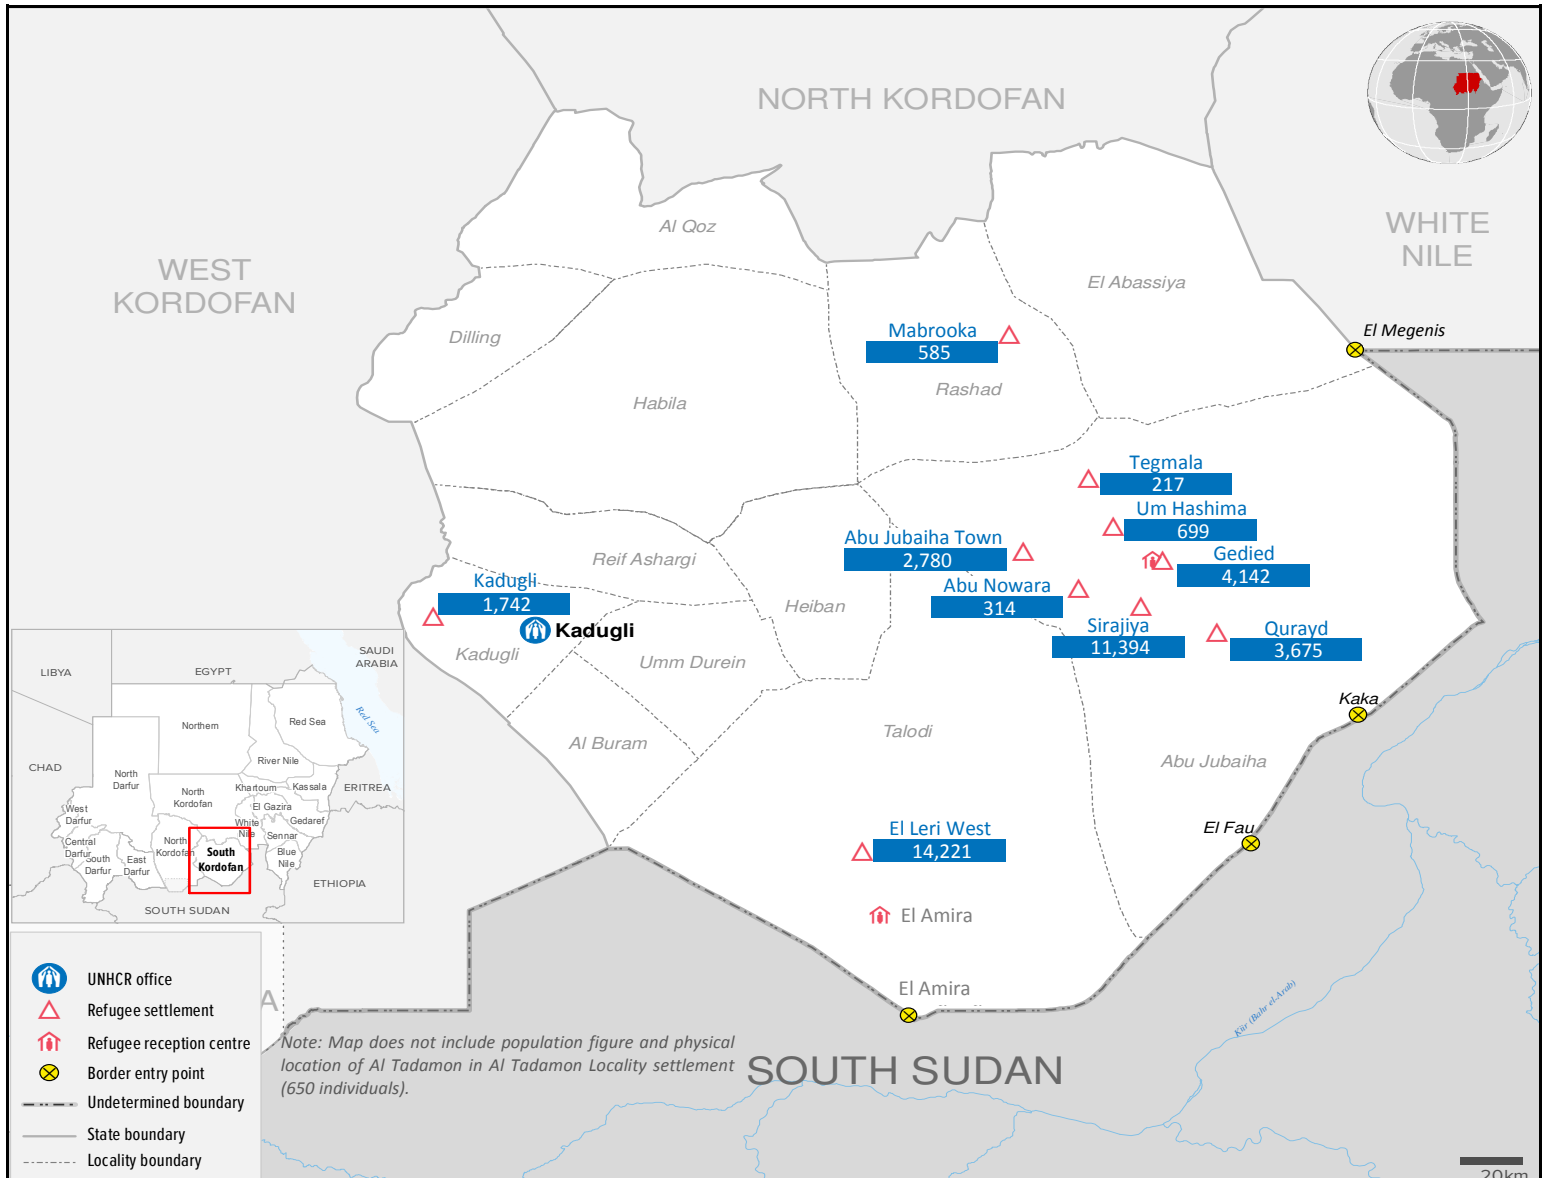 NORTH KORDOFAN
WHITE
NILE
WEST
KORDOFAN
Al Qoz
El Abassiya
Dilling
Mabrooka
585
El Megenis
Habila
Rashad
Tegmala
217
Um Hashima
699
Abu Jubaiha Town
2,780
Gedied
4,142
Reif Ashargi
Kadugli
1,742
Abu Nowara
314
Heiban
Sirajiya
11,394
Qurayd
3,675
Kadugli
Kadugli
Umm Durein
Kaka
Talodi
Al Buram
Abu Jubaiha
El Leri West
14,221
El Fau
El Amira
El Amira
SOUTH SUDAN
Kiir (Bahr el-Arab)
LIBYA
EGYPT
SAUDI
ARABIA
Red Sea
Northern
Red Sea
River Nile
CHAD
North
Darfur
North
Kordofan
Khartoum
Kassala
ERITREA
El Gazira
West
Darfur
White
Nile
Gedaref
Sennar
Central
Darfur
South
Darfur
East
Darfur
North
Kordofan
South
Kordofan
Blue
Nile
ETHIOPIA
SOUTH SUDAN
UNHCR office
Refugee settlement
Refugee reception centre
Border entry point
Undetermined boundary
State boundary
Locality boundary
A
Note: Map does not include population figure and physical
location of Al Tadamon in Al Tadamon Locality settlement
(650 individuals).
20km